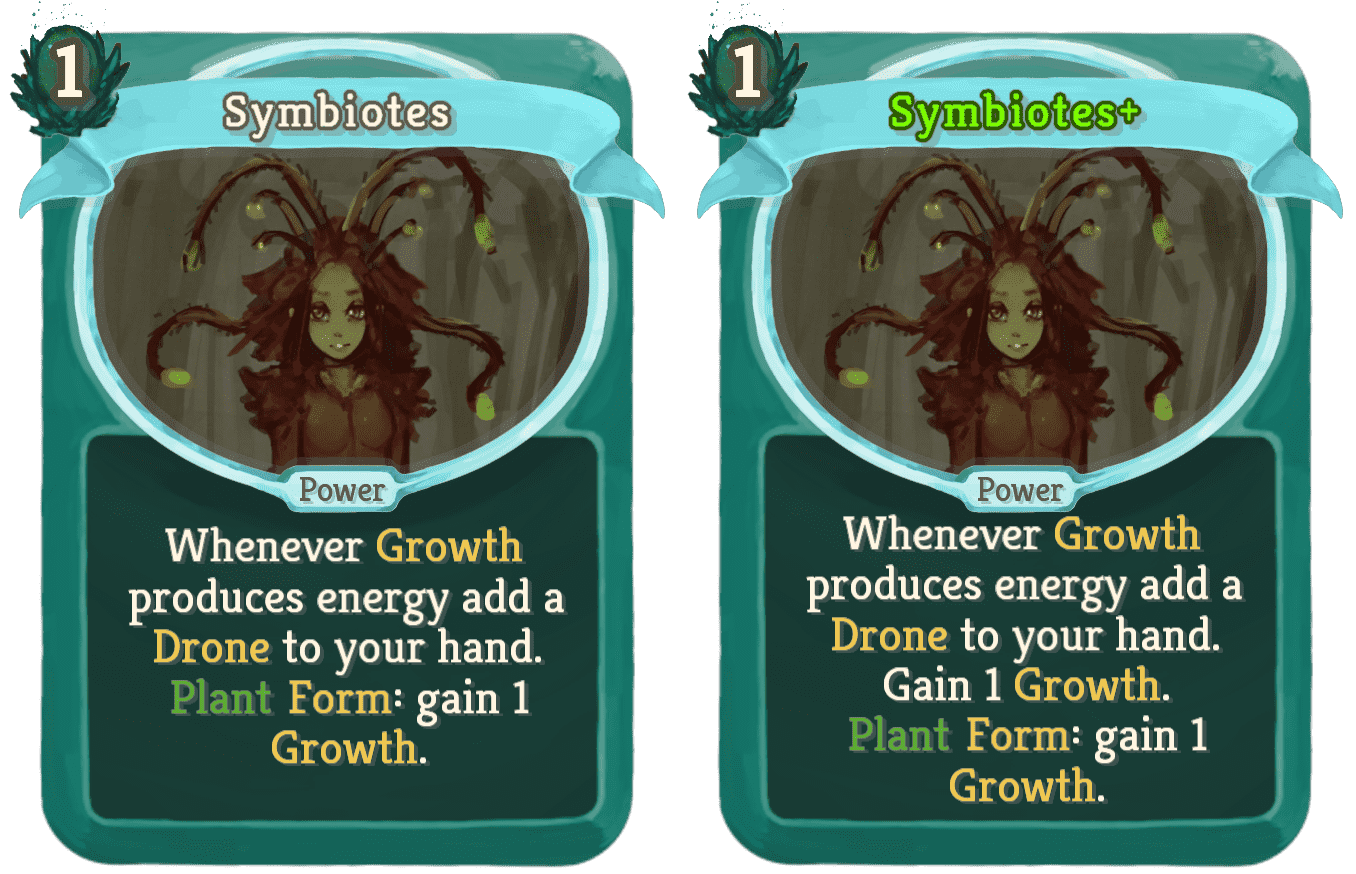 1
Symbiotes
Power
Whenever Growth
produces energy add a
Drone to your hand.
Plant Form: gain 1
Growth.
1
Symbiotes+
Power
Whenever Growth
produces energy add a
Drone to your hand.
Gain 1 Growth.
Plant Form: gain 1
Growth.